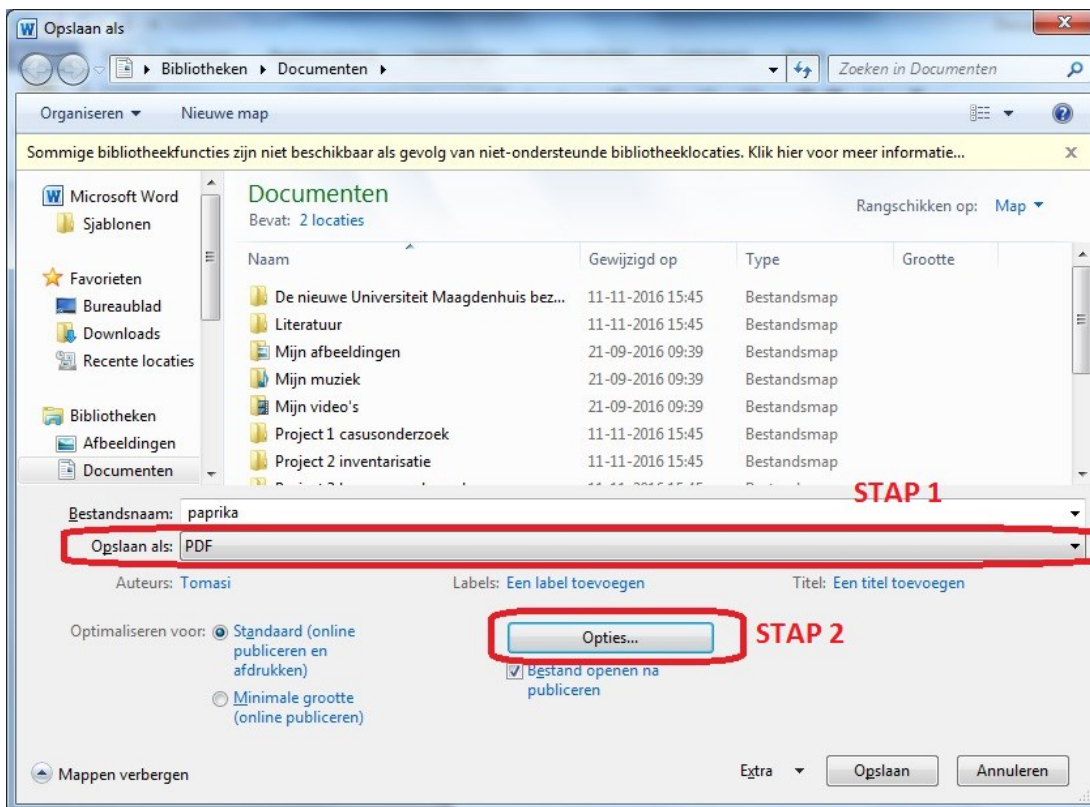 Opslaan als
Bibliotheken Documenten
Zoeken in Documenten
Organiseren Nieuwe map
Sommige bibliotheekfuncties zijn niet beschikbaar als gevolg van niet-ondersteunde bibliotheeklocaties. Klik hier voor meer informatie...
Microsoft Word
Sjablonen
Favorieten
Bureaublad
Downloads
Recente locaties
Bibliotheken
Afbeeldingen
Documenten
Documenten
Bevat: 2 locaties
Rangschikken op: Map
Naam Gewijzigd op Type Grootte
De nieuwe Universiteit Maagdenhuis bez... 11-11-2016 15:45 Bestandsmap
Literatuur 11-11-2016 15:45 Bestandsmap
Mijn afbeeldingen 21-09-2016 09:39 Bestandsmap
Mijn muziek 21-09-2016 09:39 Bestandsmap
Mijn video's 21-09-2016 09:39 Bestandsmap
Project 1 casusonderzoek 11-11-2016 15:45 Bestandsmap
Project 2 inventarisatie 11-11-2016 15:45 Bestandsmap
STAP 1
Bestandsnaam: paprika
Opslaan als: PDF
Auteurs: Tomasi Labels: Een label toevoegen Titel: Een titel toevoegen
Optimaliseren voor: Standaard (online
publiceren en
afdrukken)
Minimale grootte
(online publiceren)
Opties...
STAP 2
Bestand openen na
publiceren
Mappen verbergen
Extra Opslaan Annuleren